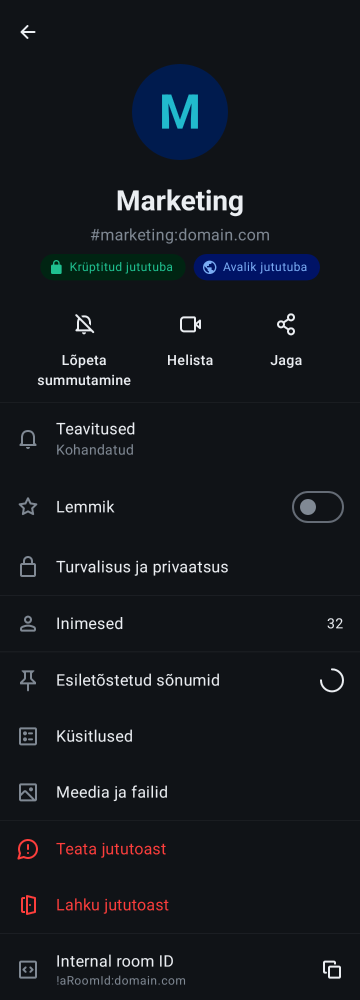 M
Marketing
#marketing:domain.com
Krüptitud jututuba
Avalik jututuba
Lõpeta
summutamine
Helista
Jaga
Teavitused
Kohandatud
Lemmik
Turvalisus ja privaatsus
Inimesed
32
Esiletõstetud sõnumid
Küsitlused
Meedia ja failid
Teata jututoast
Lahku jututoast
Internal room ID
!aRoomId:domain.com